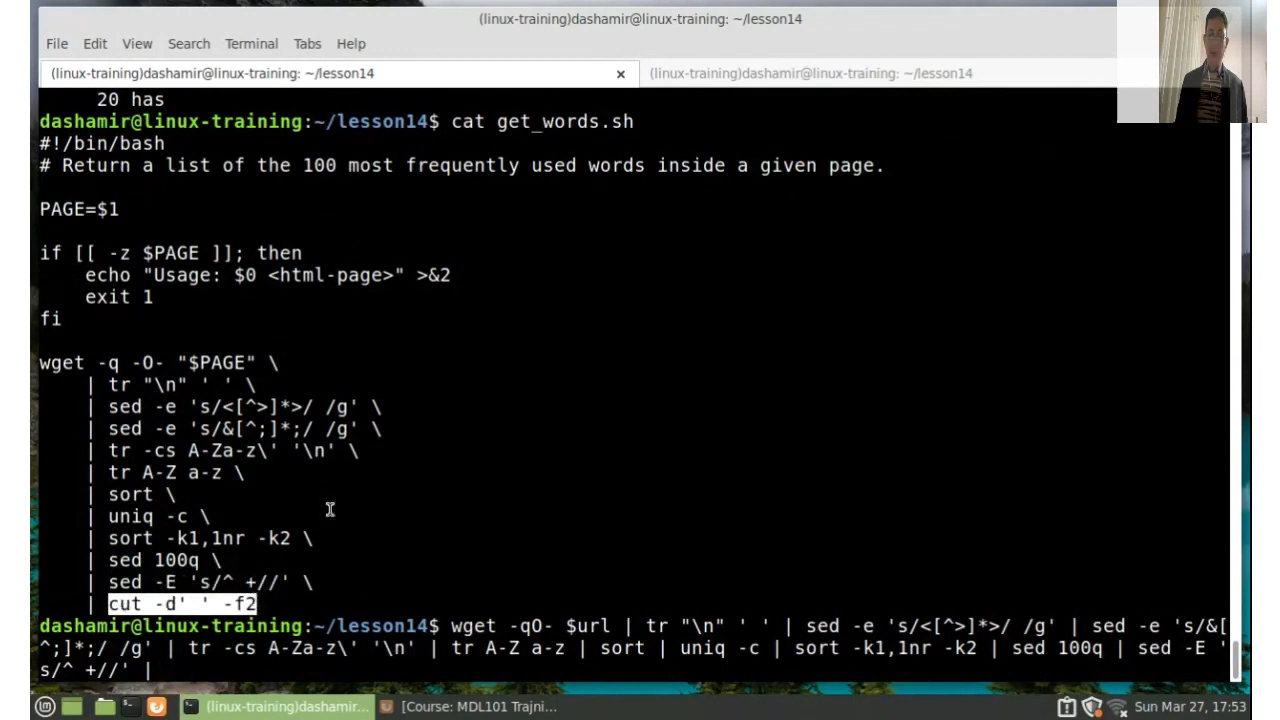 (linux-training)dashamir@linux-training: ~/lesson14
File Edit View Search Terminal Tabs Help
(linux-training)dashamir@linux-training: ~/lesson14 × (linux-training)dashamir@linux-training: ~/lesson14
20 has
dashamir@linux-training:~/lesson14$ cat get_words.sh
#!/bin/bash
# Return a list of the 100 most frequently used words inside a given page.
PAGE=$1
if [[ -z $PAGE ]]; then
echo "Usage: $0 <html-page>" >&2
exit 1
fi
wget -q -O- "$PAGE" \
| tr "\n" ' ' \
| sed -e 's/<[^>]*>/ /g' \
| sed -e 's/&[^;]*;/ /g' \
| tr -cs A-Za-z\' '\n' \
| tr A-Z a-z \
| sort \
| uniq -c \
| sort -k1,1nr -k2 \
| sed 100q \
| sed -E 's/^ +//' \
| cut -d' ' -f2
dashamir@linux-training:~/lesson14$ wget -qO- $url | tr "\n" ' ' | sed -e 's/<[^>]*>/ /g' | sed -e 's/&[
^;]*;/ /g' | tr -cs A-Za-z\' '\n' | tr A-Z a-z | sort | uniq -c | sort -k1,1nr -k2 | sed 100q | sed -E '
s/^ +//' |
(linux-training)dashamir... [Course: MDL101 Trajni... Sun Mar 27, 17:53